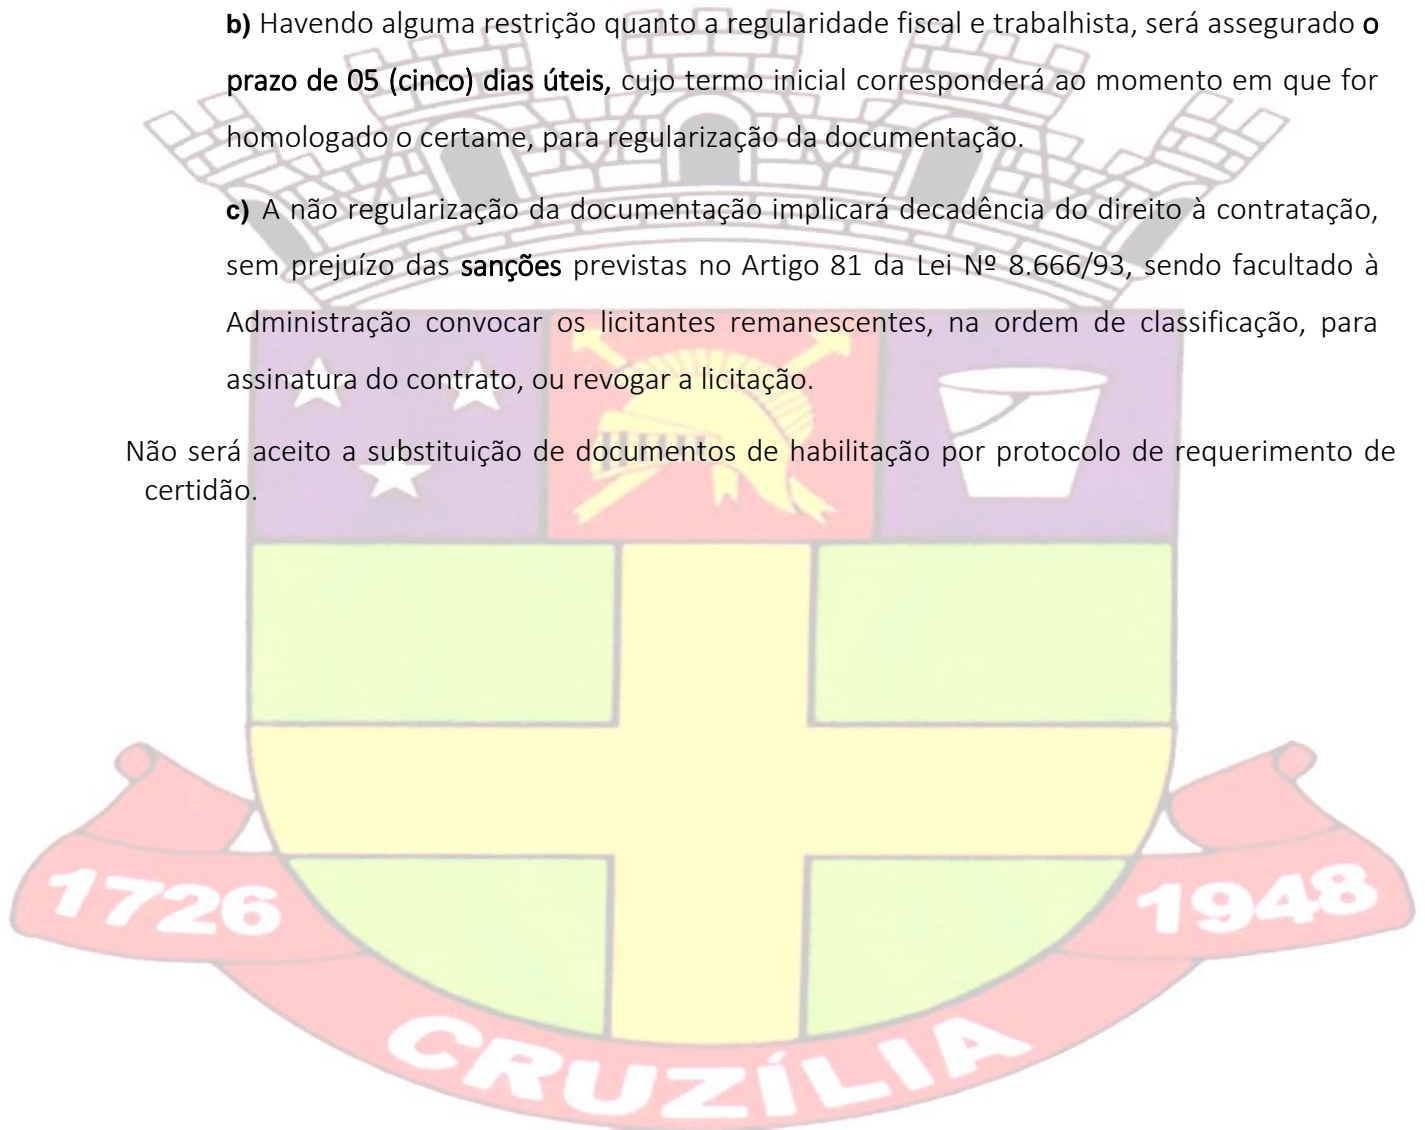 b) Havendo alguma restrição quanto a regularidade fiscal e trabalhista, será assegurado o
prazo de 05 (cinco) dias úteis, cujo termo inicial corresponderá ao momento em que for
homologado o certame, para regularização da documentação.
c) A não regularização da documentação implicará decadência do direito à contratação,
sem prejuízo das sanções previstas no Artigo 81 da Lei Nº 8.666/93, sendo facultado à
Administração convocar os licitantes remanescentes, na ordem de classificação, para
assinatura do contrato, ou revogar a licitação.
Não será aceito a substituição de documentos de habilitação por protocolo de requerimento de
certidão.
1726
1948
CRUZÍLIA